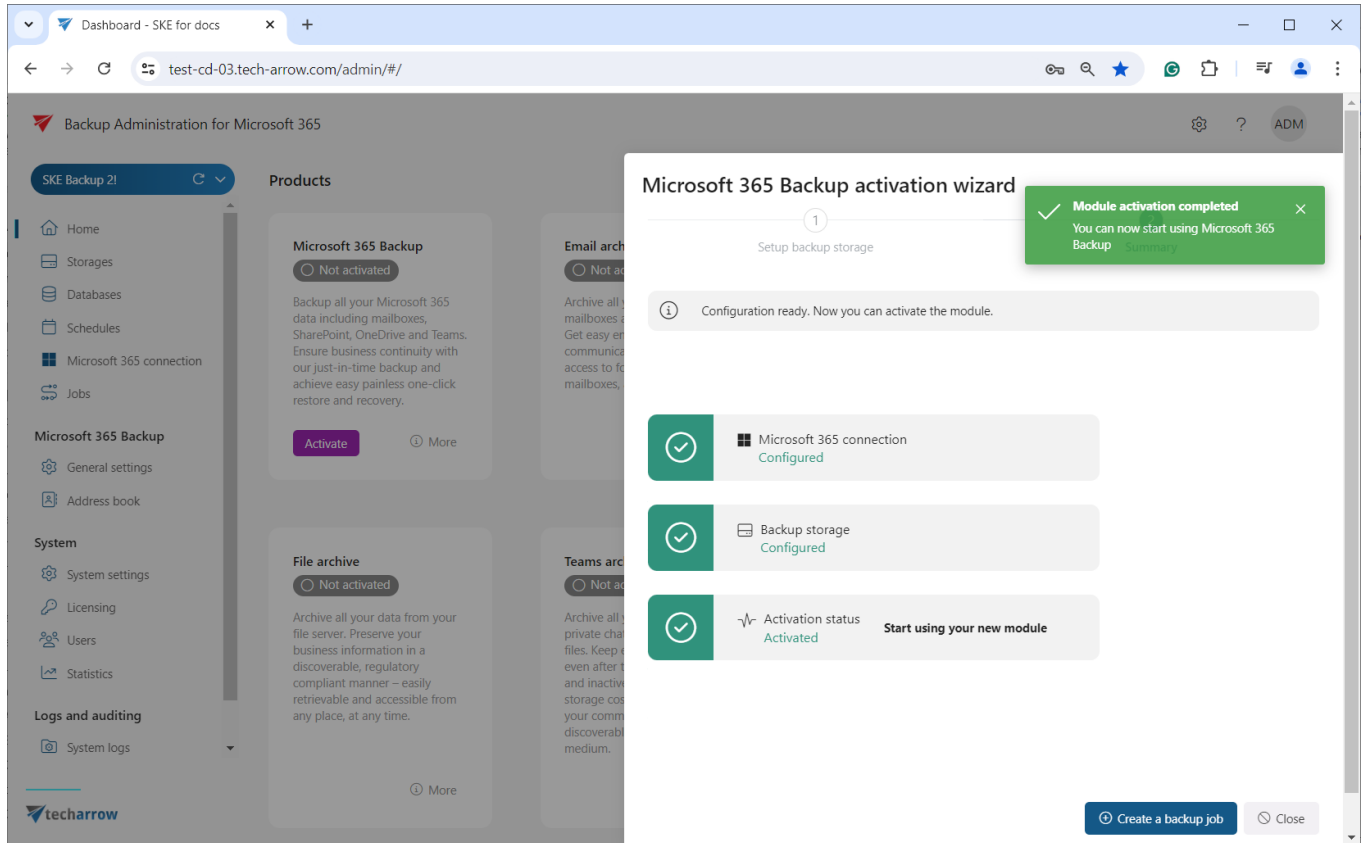 Dashboard - SKE for docs
test-cd-03.tech-arrow.com/admin/#/
Backup Administration for Microsoft 365
ADM
SKE Backup 2!
Home
Storages
Databases
Schedules
Microsoft 365 connection
Jobs
Microsoft 365 Backup
General settings
Address book
System
System settings
Licensing
Users
Statistics
Logs and auditing
System logs
techarrow
Products
Microsoft 365 Backup
Not activated
Backup all your Microsoft 365
data including mailboxes,
SharePoint, OneDrive and Teams.
Ensure business continuity with
our just-in-time backup and
achieve easy painless one-click
restore and recovery.
Activate
More
Email arch
Not ac
Archive all
mailboxes a
Get easy en
communica
access to fo
mailboxes,
File archive
Not activated
Archive all your data from your
file server. Preserve your
business information in a
discoverable, regulatory
compliant manner – easily
retrievable and accessible from
any place, at any time.
More
Teams arc
Not ac
Archive all
private chat
files. Keep e
even after t
and inactive
storage cos
your comm
discoverabl
medium.
Microsoft 365 Backup activation wizard
1
Setup backup storage
2
Summary
Module activation completed
You can now start using Microsoft 365
Backup
Configuration ready. Now you can activate the module.
Microsoft 365 connection
Configured
Backup storage
Configured
Activation status
Activated
Start using your new module
Create a backup job
Close